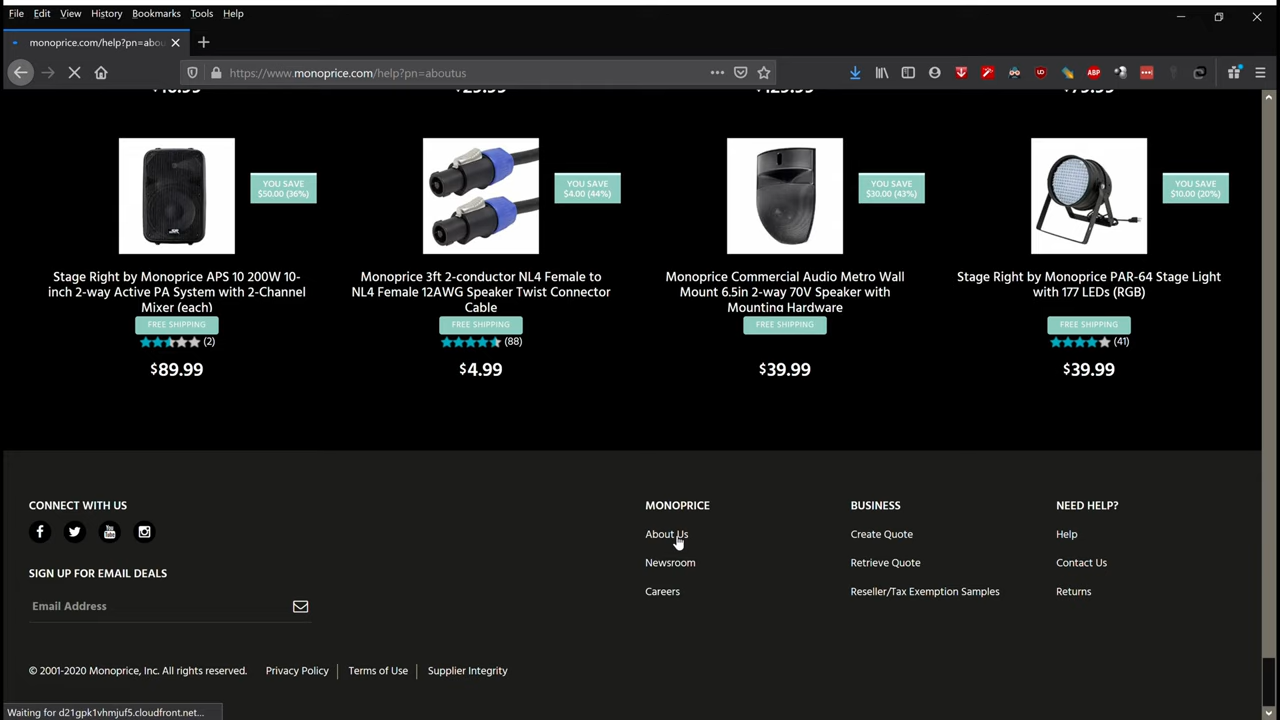 File Edit View History Bookmarks Tools Help
monoprice.com/help?pn=abou
https://www.monoprice.com/help?pn=aboutus
YOU SAVE
$50.00 (36%)
YOU SAVE
$4.00 (44%)
YOU SAVE
$30.00 (43%)
YOU SAVE
$10.00 (20%)
Stage Right by Monoprice APS 10 200W 10-
inch 2-way Active PA System with 2-Channel
Mixer (each)
FREE SHIPPING
(2)
$89.99
Monoprice 3ft 2-conductor NL4 Female to
NL4 Female 12AWG Speaker Twist Connector
Cable
FREE SHIPPING
(88)
$4.99
Monoprice Commercial Audio Metro Wall
Mount 6.5in 2-way 70V Speaker with
Mounting Hardware
FREE SHIPPING
$39.99
Stage Right by Monoprice PAR-64 Stage Light
with 177 LEDs (RGB)
FREE SHIPPING
(41)
$39.99
CONNECT WITH US
SIGN UP FOR EMAIL DEALS
Email Address
MONOPRICE
About Us
Newsroom
Careers
BUSINESS
Create Quote
Retrieve Quote
Reseller/Tax Exemption Samples
NEED HELP?
Help
Contact Us
Returns
© 2001-2020 Monoprice, Inc. All rights reserved. Privacy Policy Terms of Use Supplier Integrity
Waiting for d21gpk1vhmjuf5.cloudfront.net...